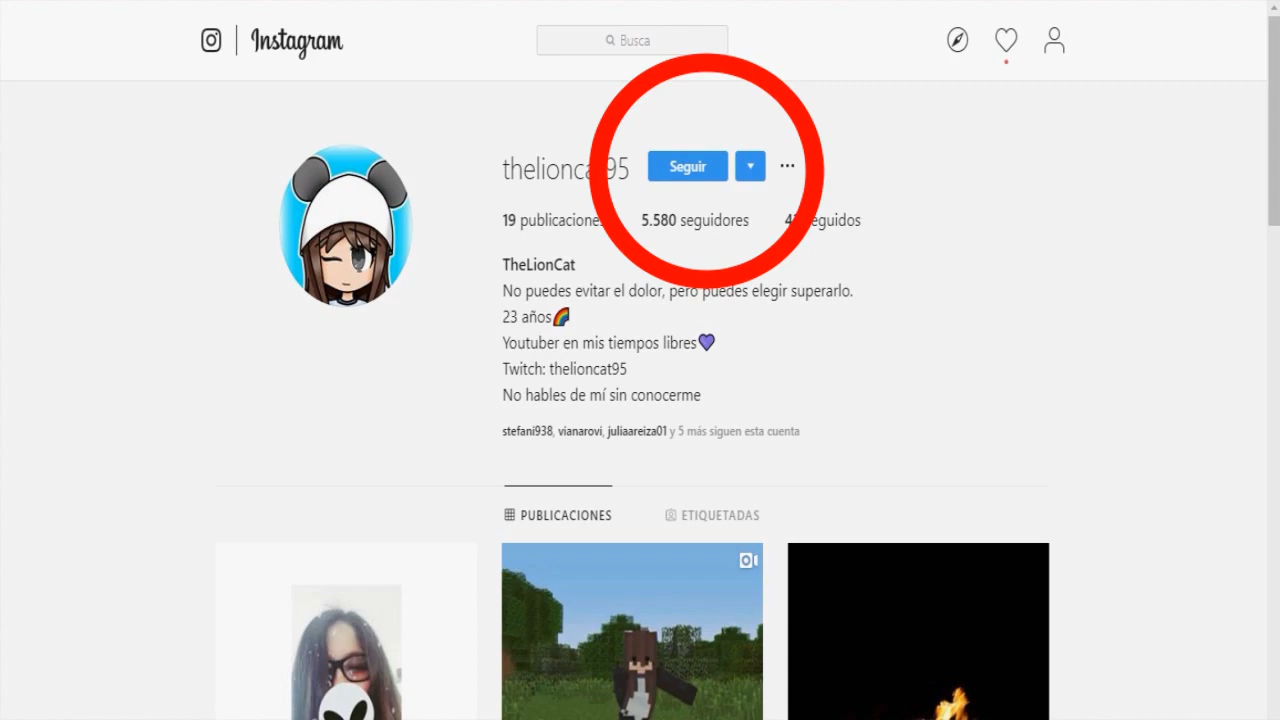 Instagram
Busca
thelioncat95
Seguir
19 publicaciones
5.580 seguidores
seguidos
TheLionCat
No puedes evitar el dolor, pero puedes elegir superarlo.
23 años🌈
Youtuber en mis tiempos libres💜
Twitch: thelioncat95
No hables de mí sin conocerme
stefani938, vianarovi, juliaareiza01 y 5 más siguen esta cuenta
PUBLICACIONES
ETIQUETADAS